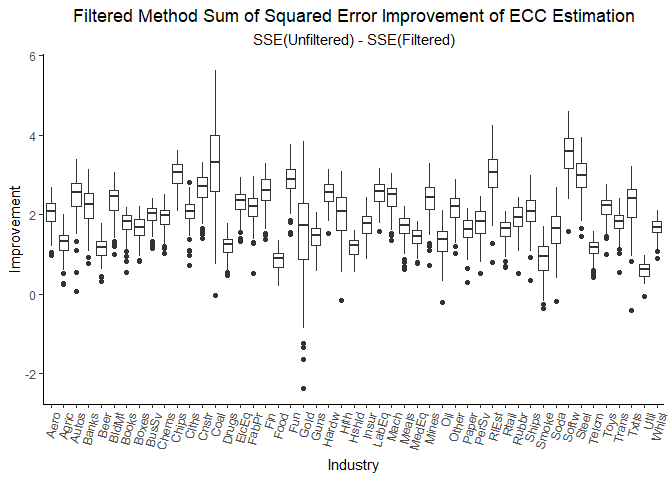 Filtered Method Sum of Squared Error Improvement of ECC Estimation
SSE(Unfiltered) - SSE(Filtered)
6
4
2
0
-2
Improvement
Aero
Agric
Autos
Banks
Beer
BldMt
Books
Boxes
BusSv
Chems
Chips
Clths
Cnstr
Coal
Drugs
ElcEq
FabPr
Fin
Food
Fun
Gold
Guns
Hardw
Hlth
Hshld
Insur
LabEq
Mach
Meals
MedEq
Mines
Oil
Other
Paper
PerSv
RlEst
Rtail
Rubbr
Ships
Smoke
Soda
Softw
Steel
Telcm
Toys
Trans
Txtls
Util
Whlsl
Industry